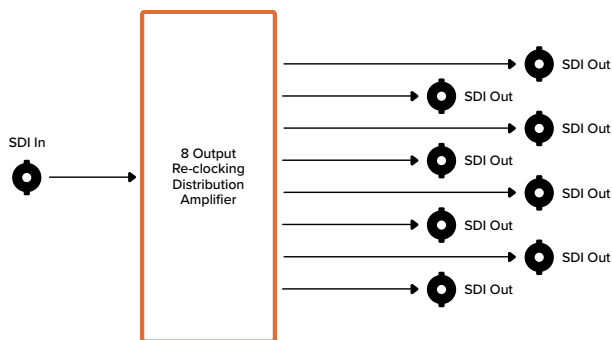 SDI In
8 Output
Re-clocking
Distribution
Amplifier
SDI Out
SDI Out
SDI Out
SDI Out
SDI Out
SDI Out
SDI Out
SDI Out